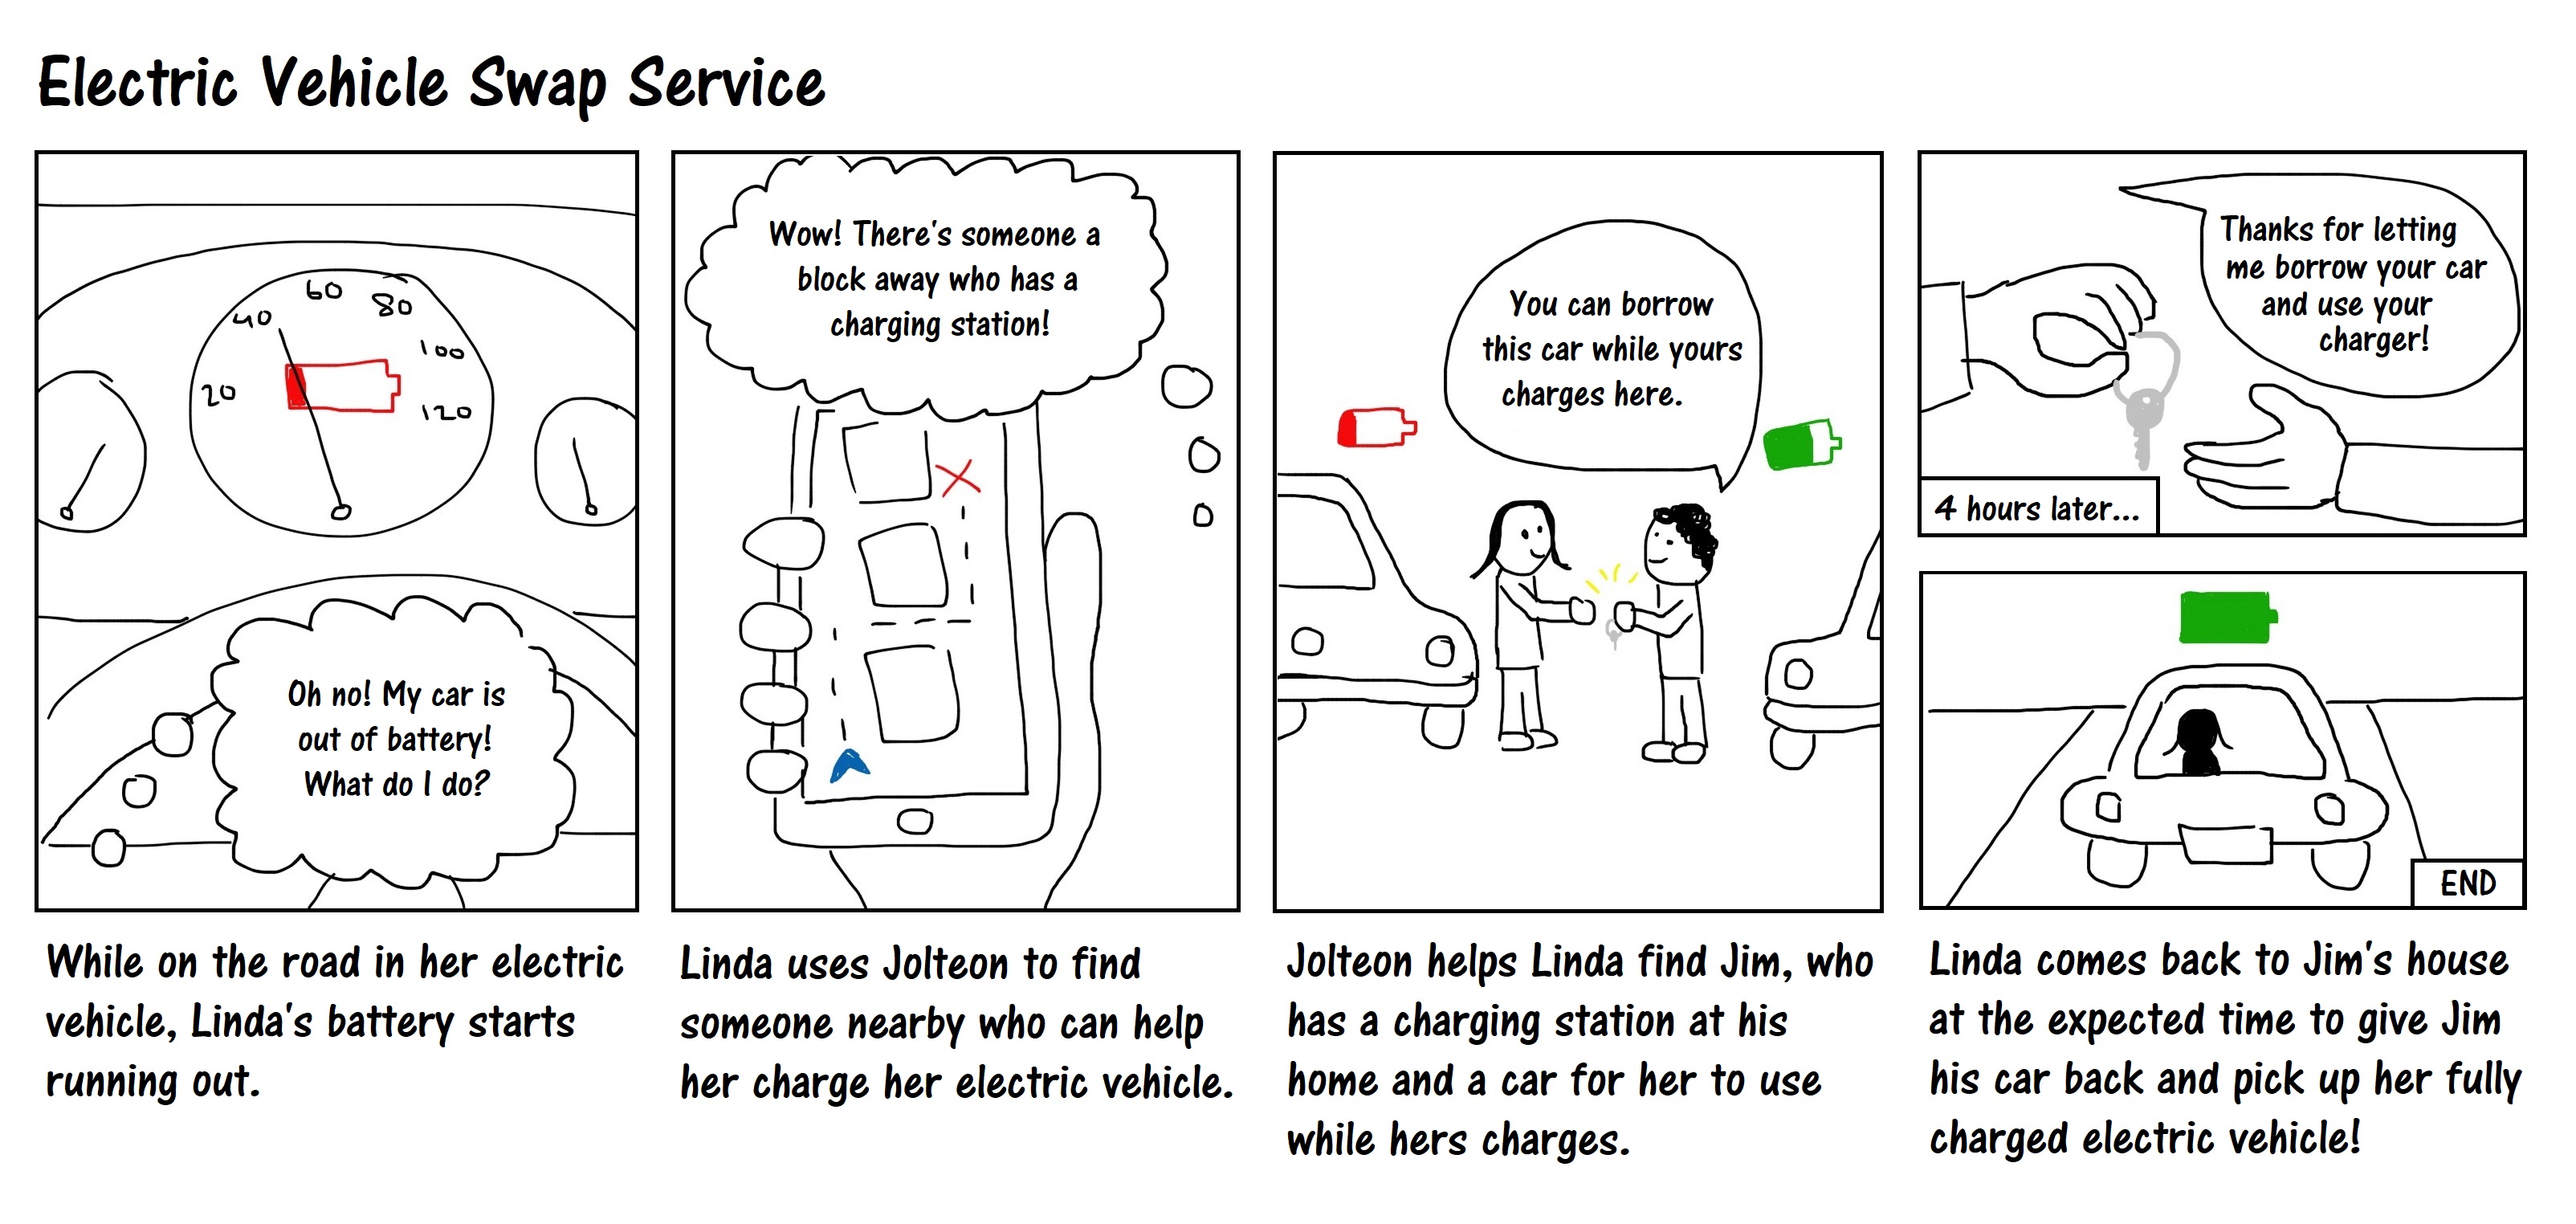 Electric Vehicle Swap Service
40
60
80
100
20
120
Oh no! My car is
out of battery!
What do I do?
While on the road in her electric
vehicle, Linda's battery starts
running out.
Wow! There's someone a
block away who has a
charging station!
Linda uses Jolteon to find
someone nearby who can help
her charge her electric vehicle.
You can borrow
this car while yours
charges here.
Jolteon helps Linda find Jim, who
has a charging station at his
home and a car for her to use
while hers charges.
Thanks for letting
me borrow your car
and use your
charger!
4 hours later...
END
Linda comes back to Jim's house
at the expected time to give Jim
his car back and pick up her fully
charged electric vehicle!